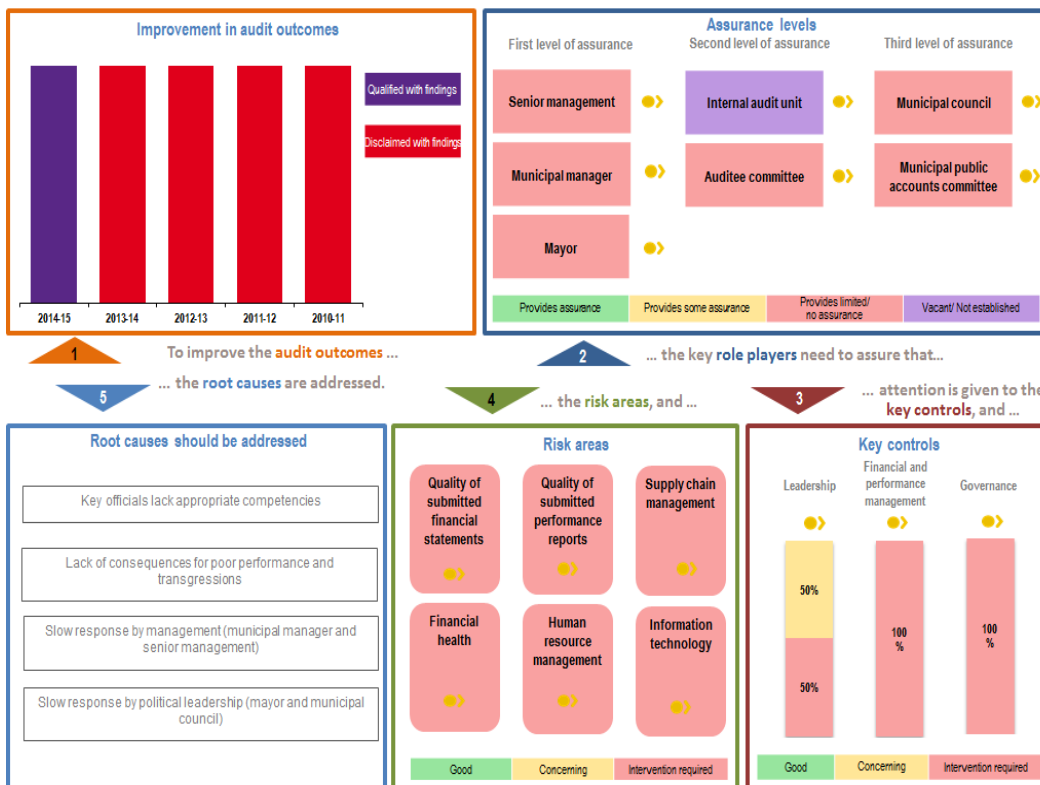 Improvement in audit outcomes
Qualified with findings
Disclaimed with findings
2014-15
2013-14
2012-13
2011-12
2010-11
Assurance levels
First level of assurance
Second level of assurance
Third level of assurance
Senior management
Internal audit unit
Municipal council
Municipal manager
Auditee committee
Municipal public
accounts committee
Mayor
Provides assurance
Provides some assurance
Provides limited/
no assurance
Vacant/ Not established
1
To improve the audit outcomes ...
2
... the key role players need to assure that...
5
... the root causes are addressed.
4
... the risk areas, and ...
3
... attention is given to the
key controls, and ...
Root causes should be addressed
Key officials lack appropriate competencies
Lack of consequences for poor performance and
transgressions
Slow response by management (municipal manager and
senior management)
Slow response by political leadership (mayor and municipal
council)
Risk areas
Quality of
submitted
financial
statements
Quality of
submitted
performance
reports
Supply chain
management
Financial
health
Human
resource
management
Information
technology
Good
Concerning
Intervention required
Key controls
Leadership
Financial and
performance
management
Governance
50%
50%
100
%
100
%
Good
Concerning
Intervention required